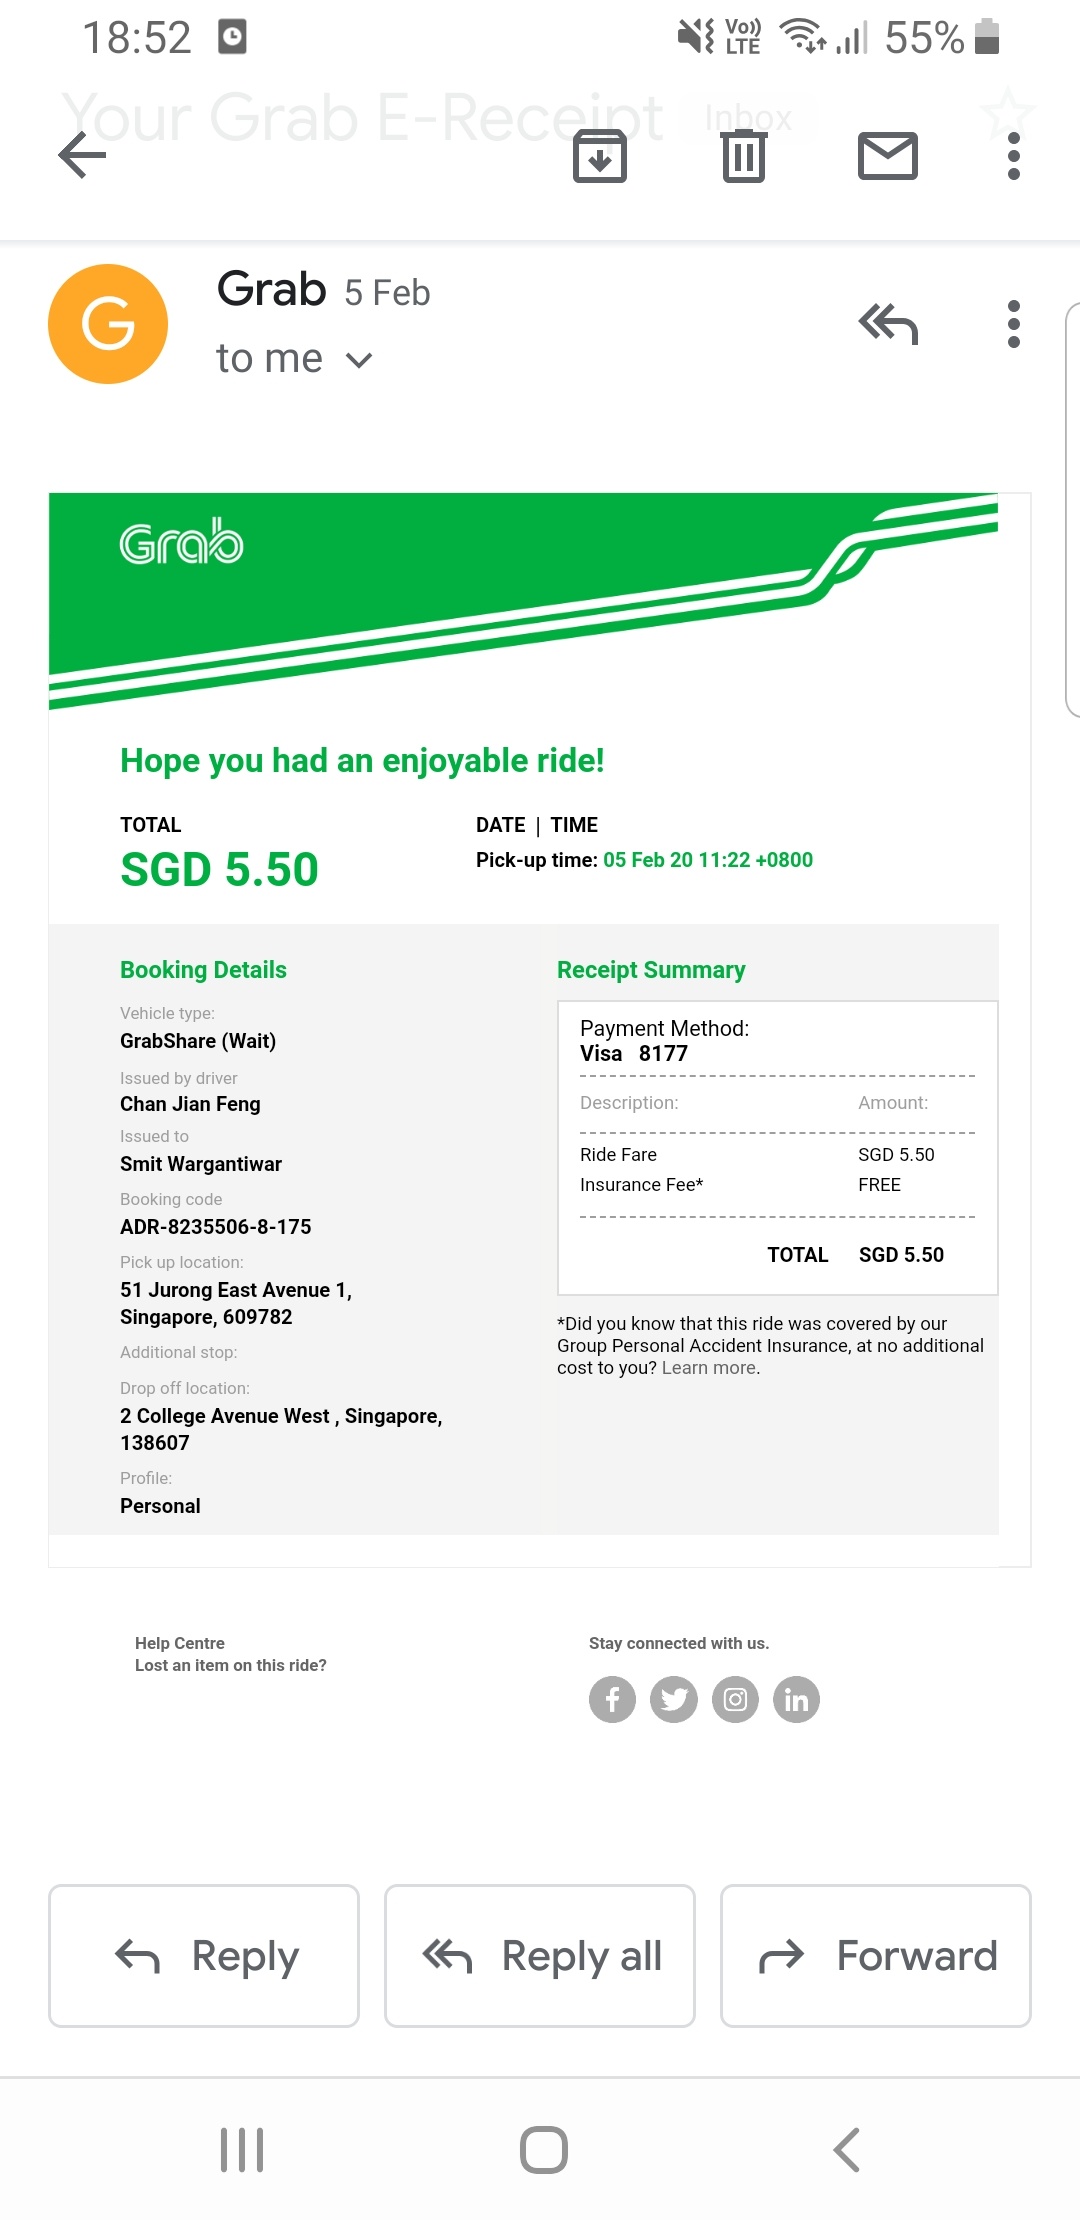 18:52 Vo)) LTE 55%
Your Grab E-Receipt Inbox
G
Grab 5 Feb
to me
Grab
Hope you had an enjoyable ride!
TOTAL
SGD 5.50
DATE | TIME
Pick-up time: 05 Feb 20 11:22 +0800
Booking Details
Vehicle type:
GrabShare (Wait)
Issued by driver
Chan Jian Feng
Issued to
Smit Wargantiwar
Booking code
ADR-8235506-8-175
Pick up location:
51 Jurong East Avenue 1,
Singapore, 609782
Additional stop:
Drop off location:
2 College Avenue West , Singapore,
138607
Profile:
Personal
Receipt Summary
Payment Method:
Visa 8177
Description: Amount:
Ride Fare SGD 5.50
Insurance Fee* FREE
TOTAL SGD 5.50
*Did you know that this ride was covered by our
Group Personal Accident Insurance, at no additional
cost to you? Learn more.
Help Centre
Lost an item on this ride?
Stay connected with us.
Reply Reply all Forward